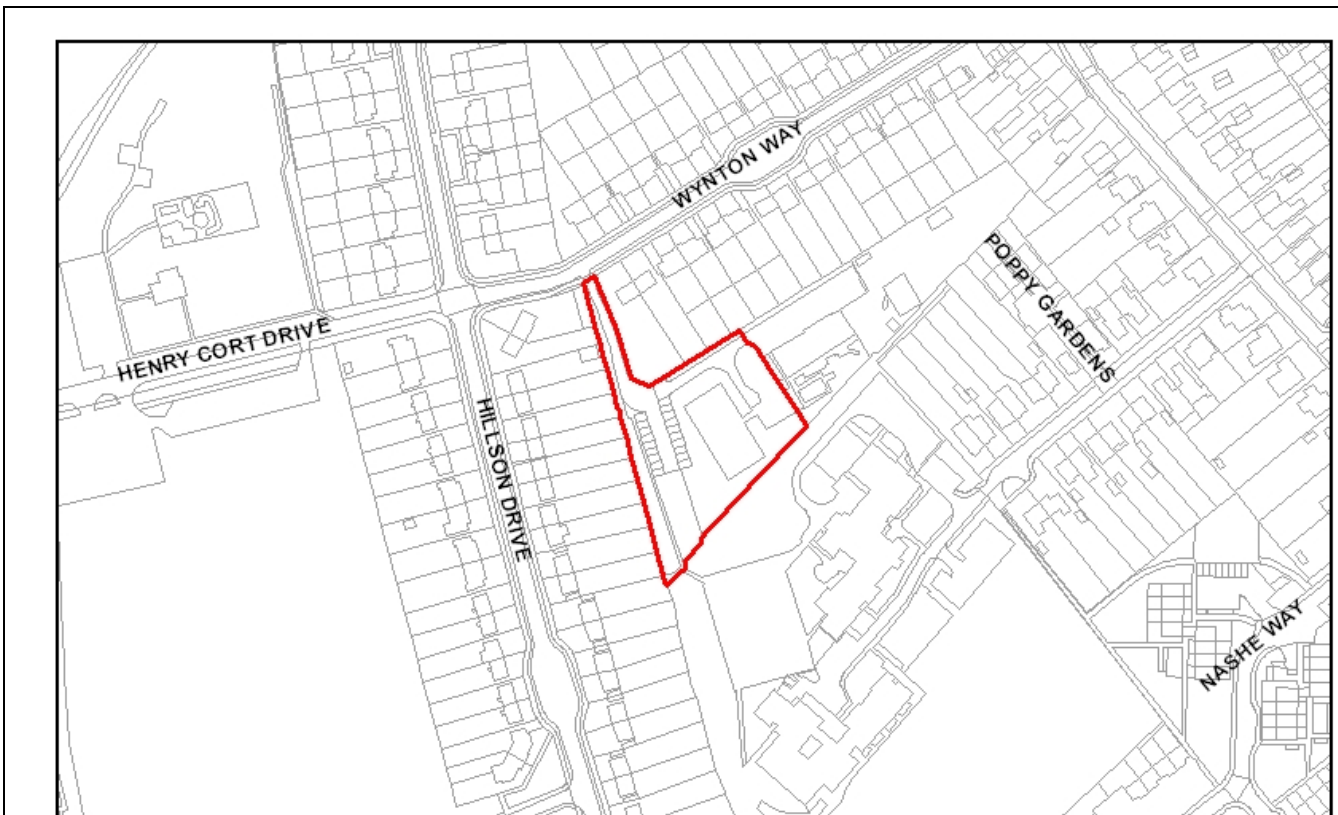 WYNTON WAY
POPPY GARDENS
HENRY CORT DRIVE
HILLSON DRIVE
NASHE WAY